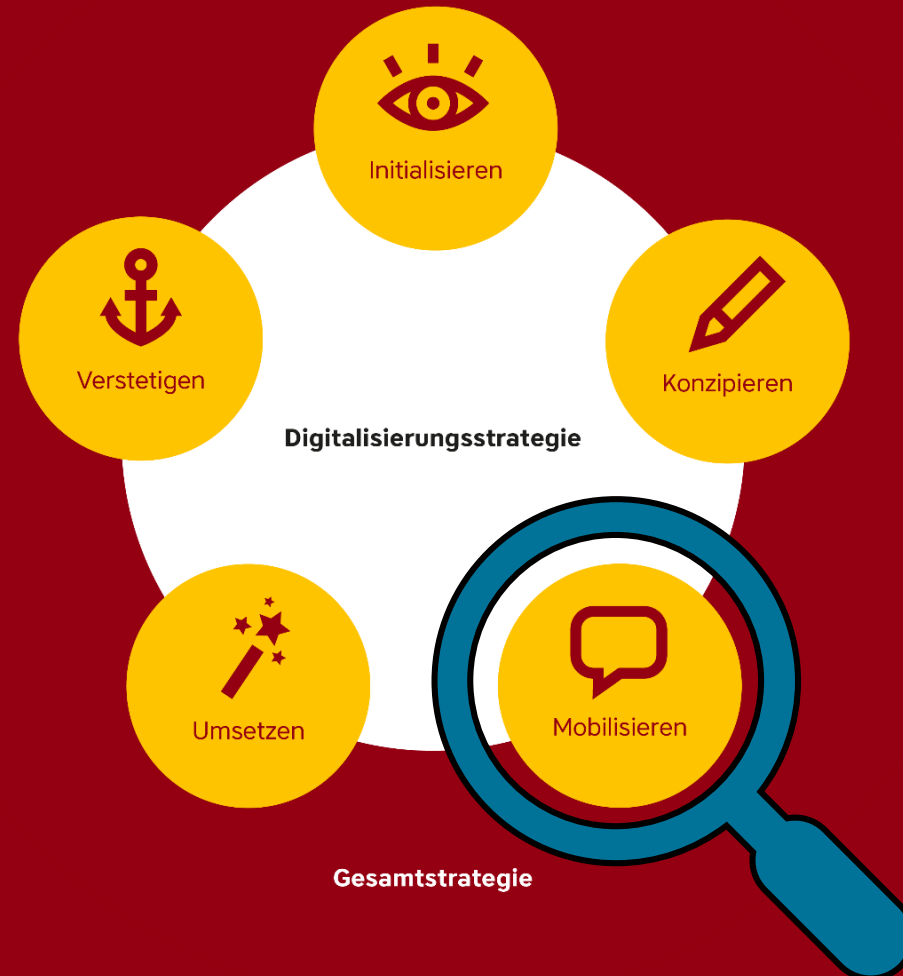 Initialisieren
Verstetigen
Konzipieren
Digitalisierungsstrategie
Umsetzen
Mobilisieren
Gesamtstrategie